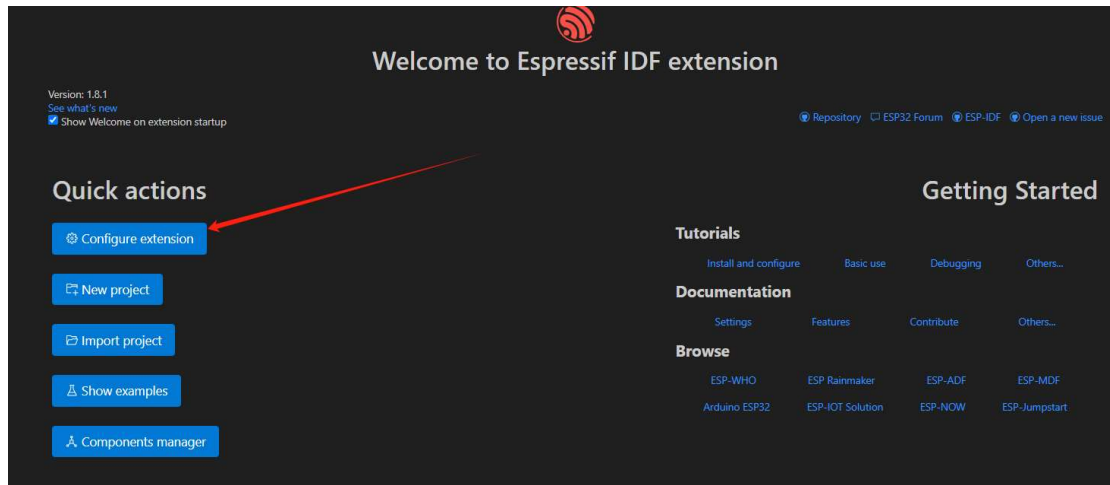 Welcome to Espressif IDF extension
Version: 1.8.1
See what's new
Show Welcome on extension startup
Repository ESP32 Forum ESP-IDF Open a new issue
Quick actions
Configure extension
New project
Import project
Show examples
Components manager
Getting Started
Tutorials
Install and configure Basic use Debugging Others...
Documentation
Settings Features Contribute Others...
Browse
ESP-WHO ESP Rainmaker ESP-ADF ESP-MDF
Arduino ESP32 ESP-IOT Solution ESP-NOW ESP-Jumpstart